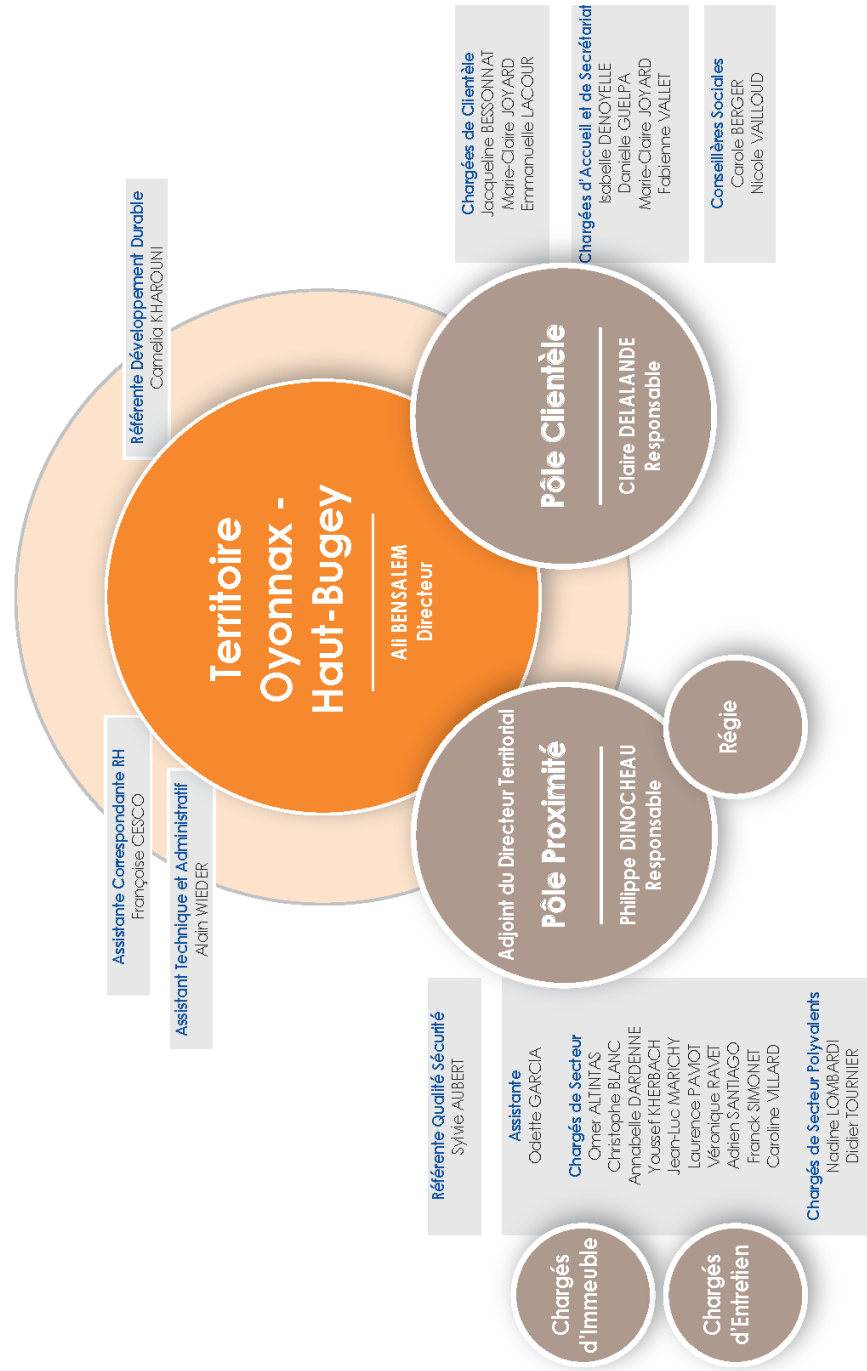 Assistante Correspondante RH
Françoise CESCO
Assistant Technique et Administratif
Alain WIEDER
Référente Développement Durable
Camelia KHAROUNI
Territoire
Oyonnax -
Haut-Bugey
Ali BENSALEM
Directeur
Référente Qualité Sécurité
Sylvie AUBERT
Assistante
Odette GARCIA
Chargés de Secteur
Omer ALTINTAS
Christophe BLANC
Annabelle DARDENNE
Youssef KHERBACH
Jean-Luc MARICHY
Laurence PAMOT
Véronique RAVET
Adrien SANTIAGO
Franck SIMONET
Caroline VILLARD
Chargés de Secteur Polyvalents
Nadine LOMBARDI
Didier TOURNIER
Chargés
d'Immeuble
Chargés
d'Entretien
Adjoint du Directeur Territorial
Pôle Proximité
Philippe DINOCHEAU
Responsable
Régie
Pôle Clientèle
Claire DELALANDE
Responsable
Chargées de Clientèle
Jacqueline BESSONNAT
Marie-Claire JOYARD
Emmanuelle LACOUR
Chargées d'Accueil et de Secrétariat
Isabelle DENOYELLE
Danielle GUELPA
Marie-Claire JOYARD
Fabienne VALLET
Conseillères Sociales
Carole BERGER
Nicole VAILLOUD